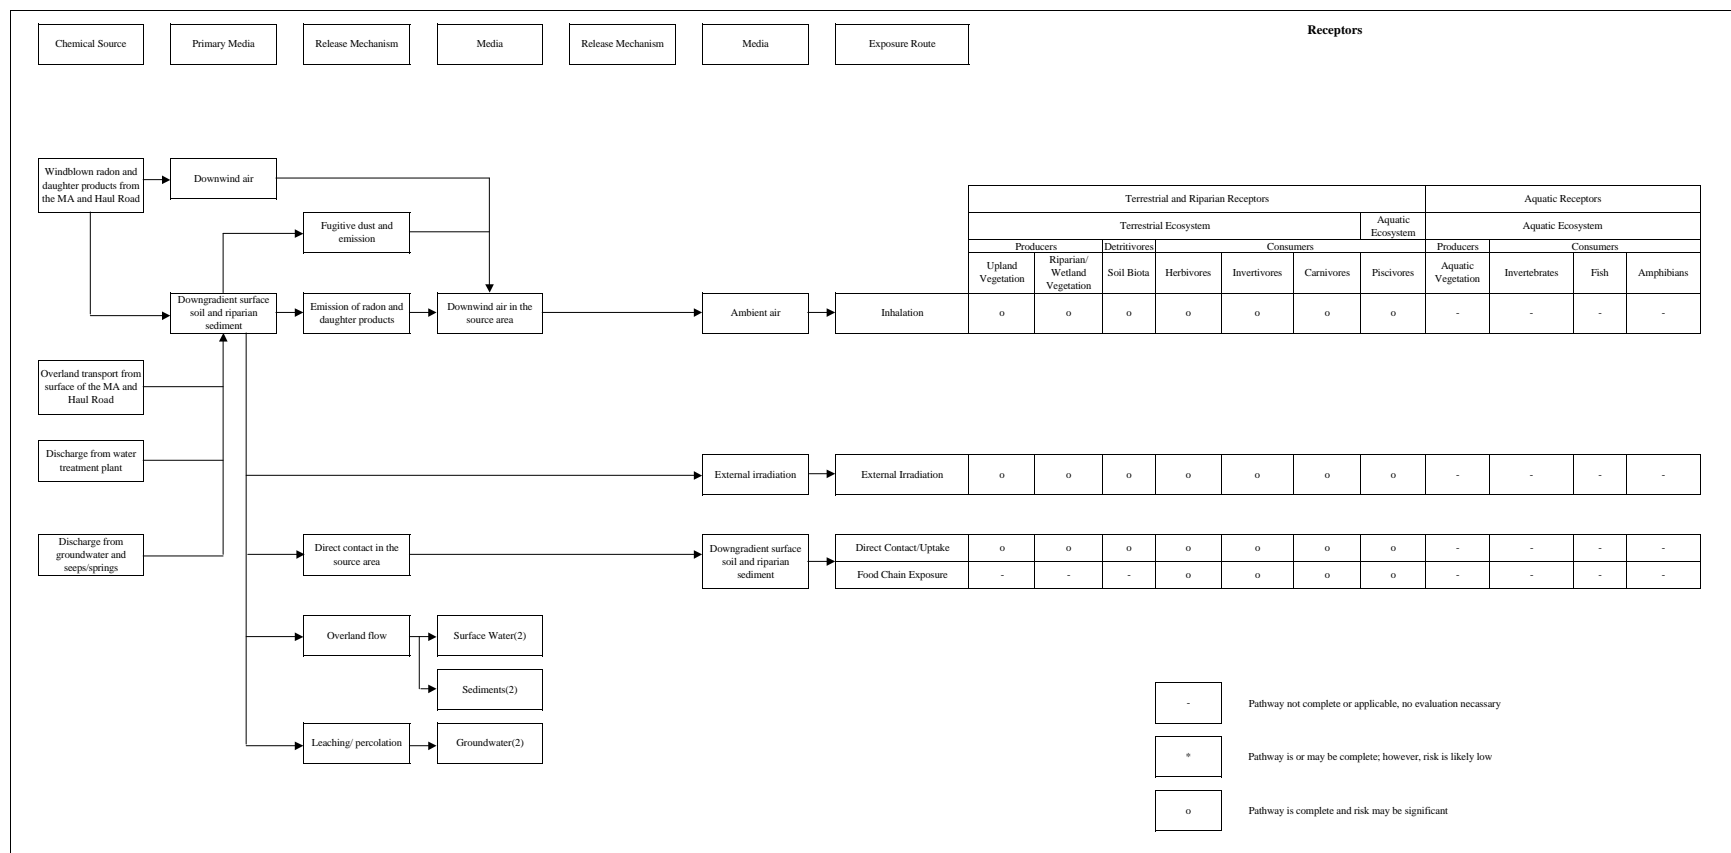 Chemical Source
Primary Media
Release Mechanism
Media
Release Mechanism
Media
Exposure Route
Receptors
Windblown radon and
daughter products from
the MA and Haul Road
Downwind air
Fugitive dust and
emission
Downgradient surface
soil and riparian
sediment
Emission of radon and
daughter products
Downwind air in the
source area
Ambient air
Inhalation
Terrestrial and Riparian Receptors
Aquatic Receptors
Terrestrial Ecosystem
Aquatic
Ecosystem
Aquatic Ecosystem
Producers
Detritivores
Consumers
Producers
Consumers
Upland
Vegetation
Riparian/
Wetland
Vegetation
Soil Biota
Herbivores
Invertivores
Carnivores
Piscivores
Aquatic
Vegetation
Invertebrates
Fish
Amphibians
o o o o o o o - - - -
Overland transport from
surface of the MA and
Haul Road
Discharge from water
treatment plant
External irradiation
External Irradiation
o o o o o o o - - - -
Discharge from
groundwater and
seeps/springs
Direct contact in the
source area
Downgradient surface
soil and riparian
sediment
Direct Contact/Uptake
o o o o o o o - - - -
Food Chain Exposure
- - - o o o o - - - -
Overland flow
Surface Water(2)
Sediments(2)
Leaching/ percolation
Groundwater(2)
-
Pathway not complete or applicable, no evaluation necassary
*
Pathway is or may be complete; however, risk is likely low
o
Pathway is complete and risk may be significant